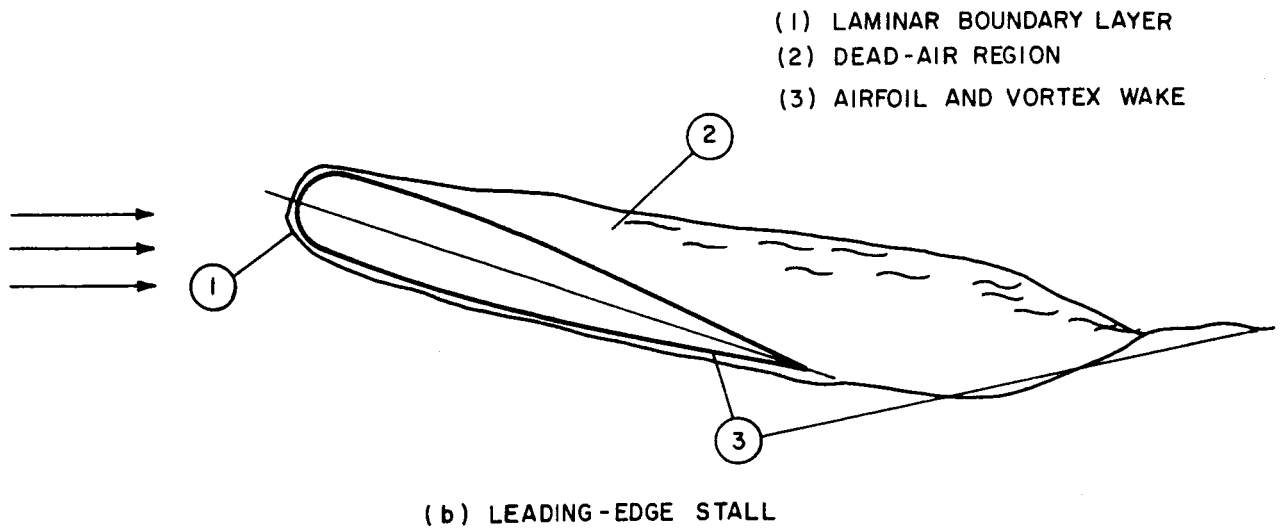 (1) LAMINAR BOUNDARY LAYER
(2) DEAD-AIR REGION
(3) AIRFOIL AND VORTEX WAKE
2
1
3
(b) LEADING-EDGE STALL